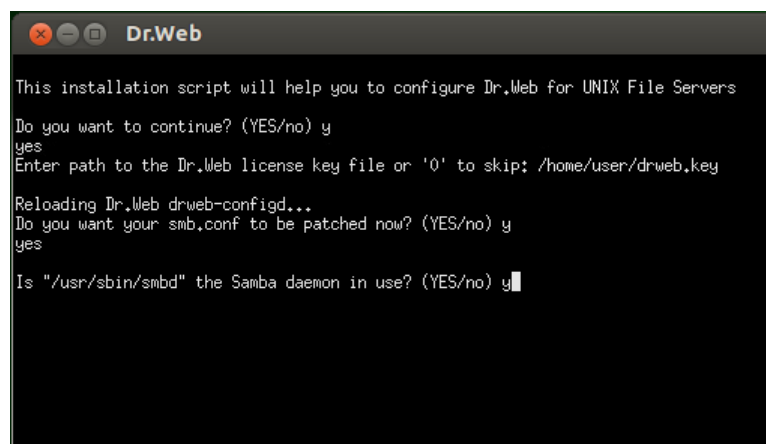 Dr.Web
This installation script will help you to configure Dr.Web for UNIX File Servers
Do you want to continue? (YES/no) y
yes
Enter path to the Dr.Web license key file or '0' to skip: /home/user/drweb.key
Reloading Dr.Web drweb-configd...
Do you want your smb.conf to be patched now? (YES/no) y
yes
Is "/usr/sbin/smbd" the Samba daemon in use? (YES/no) y